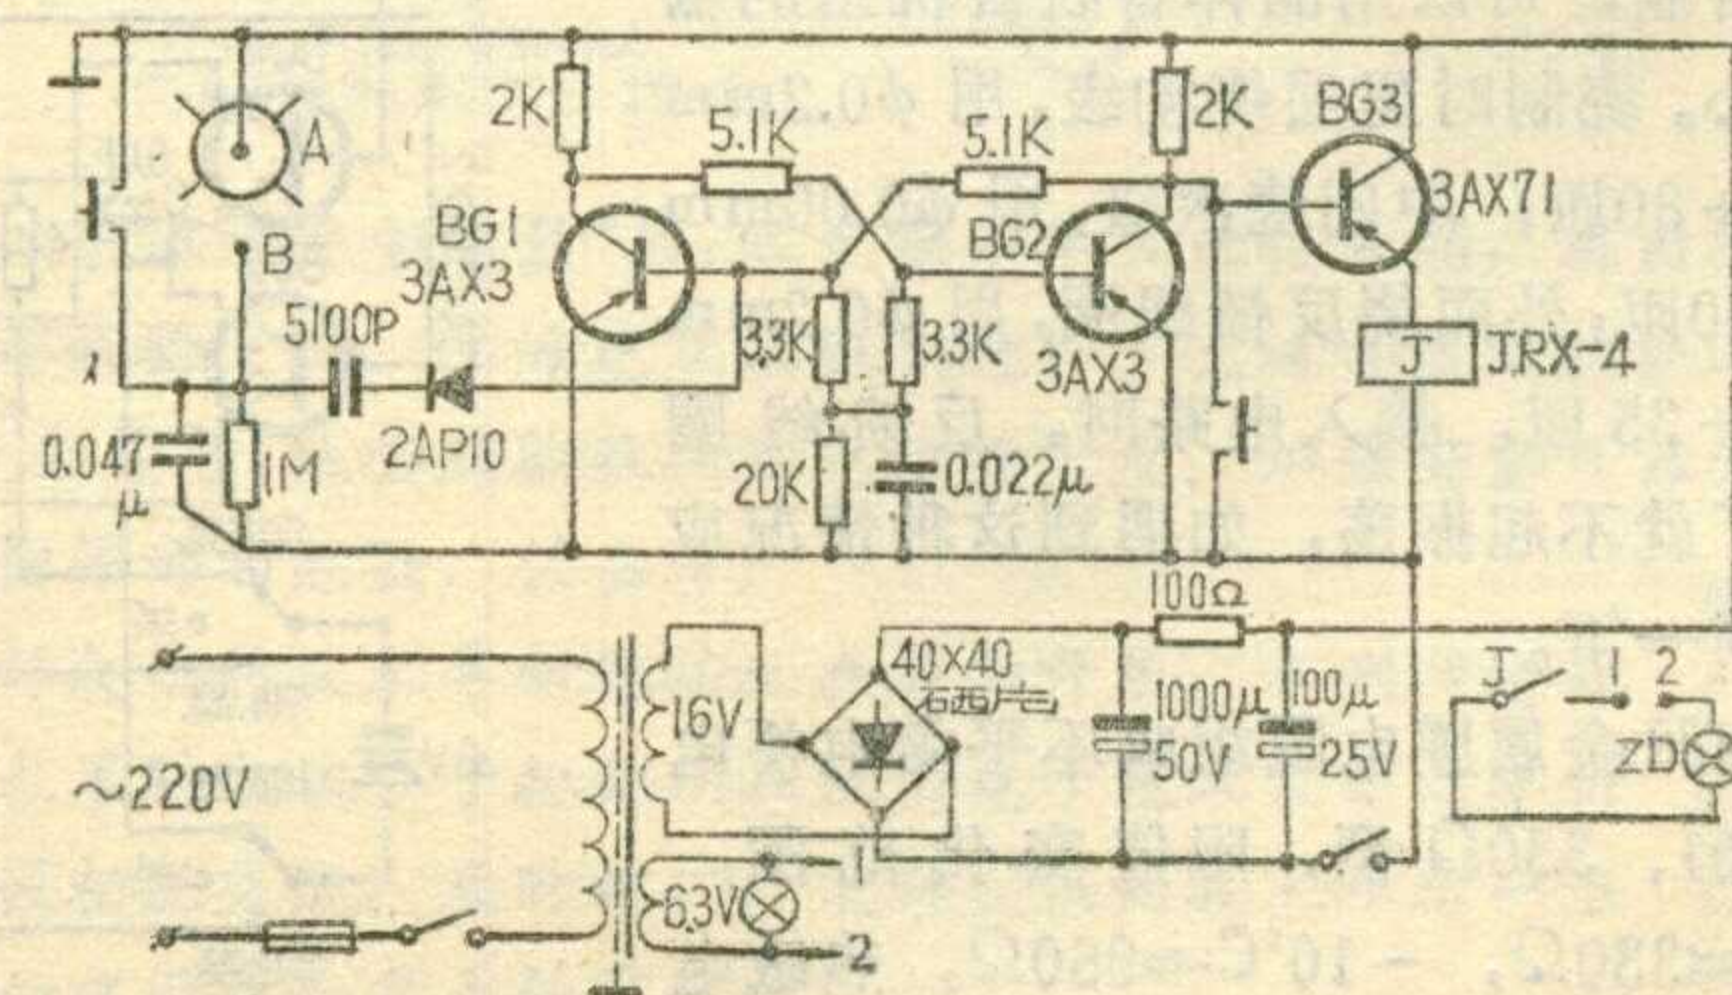 2K
5.1K
5.1K
2K
BG3
A
3AX71
BG1
3AX3
BG2
B
5100P
3.3K
3.3K
3AX3
J
JRX-4
0.047
μ
1M
2AP10
20K
0.022μ
100Ω
40×40
硒片
16V
1000μ
50V
100μ
25V
J
1
2
ZD
~220V
6.3V
1
2